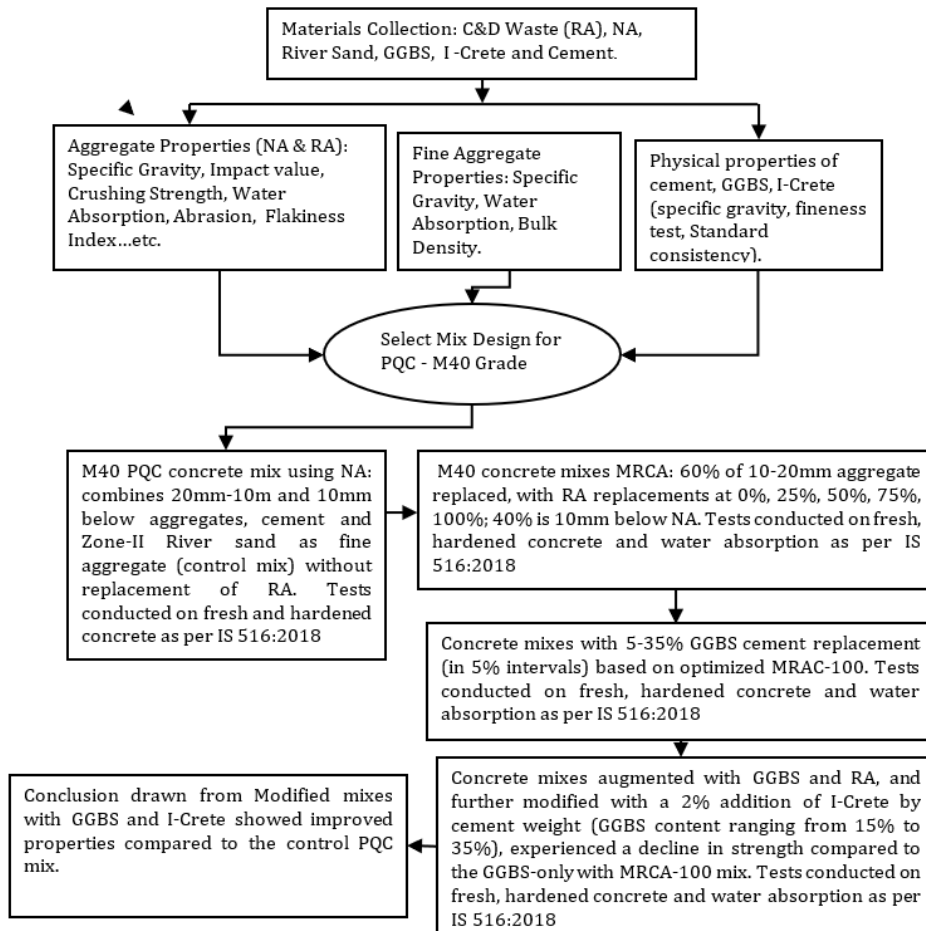 Materials Collection: C&D Waste (RA), NA,
River Sand, GGBS, I -Crete and Cement.
Aggregate Properties (NA & RA):
Specific Gravity, Impact value,
Crushing Strength, Water
Absorption, Abrasion, Flakiness
Index...etc.
Fine Aggregate
Properties: Specific
Gravity, Water
Absorption, Bulk
Density.
Physical properties of
cement, GGBS, I-Crete
(specific gravity, fineness
test, Standard
consistency).
Select Mix Design for
PQC - M40 Grade
M40 PQC concrete mix using NA:
combines 20mm-10m and 10mm
below aggregates, cement and
Zone-II River sand as fine
aggregate (control mix) without
replacement of RA. Tests
conducted on fresh and hardened
concrete as per IS 516:2018
M40 concrete mixes MRCA: 60% of 10-20mm aggregate
replaced, with RA replacements at 0%, 25%, 50%, 75%,
100%; 40% is 10mm below NA. Tests conducted on fresh,
hardened concrete and water absorption as per IS
516:2018
Concrete mixes with 5-35% GGBS cement replacement
(in 5% intervals) based on optimized MRAC-100. Tests
conducted on fresh, hardened concrete and water
absorption as per IS 516:2018
Concrete mixes augmented with GGBS and RA, and
further modified with a 2% addition of I-Crete by
cement weight (GGBS content ranging from 15% to
35%), experienced a decline in strength compared to
the GGBS-only with MRCA-100 mix. Tests conducted on
fresh, hardened concrete and water absorption as per
IS 516:2018
Conclusion drawn from Modified mixes
with GGBS and I-Crete showed improved
properties compared to the control PQC
mix.